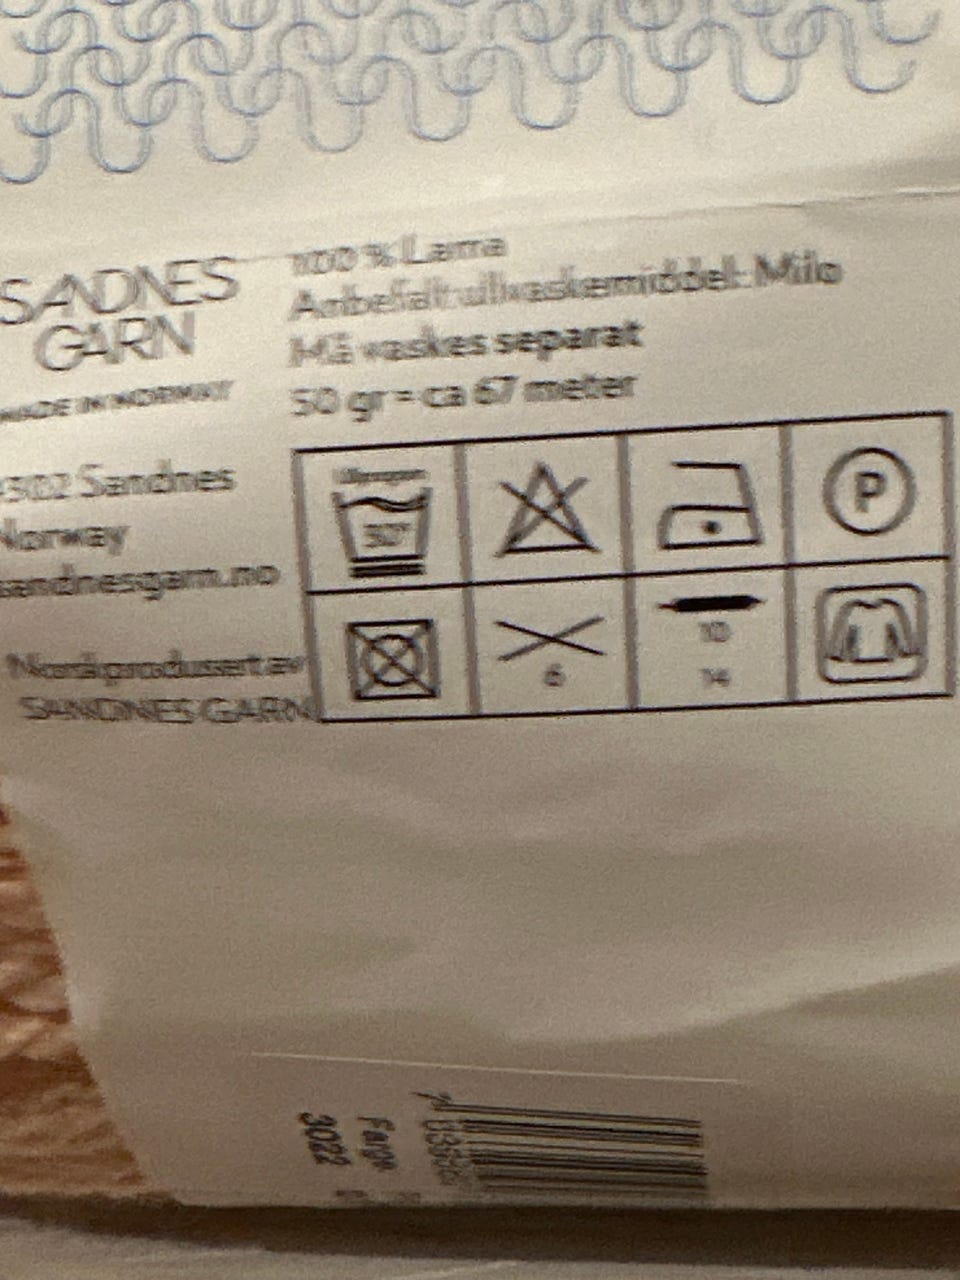 SANDNES
GARN
MADE IN NORWAY
4302 Sandnes
Norway
sandnesgarn.no
Norskprodusert av
SANDNES GARN
100 % Lama
Anbefalt ullvaskemiddel: Milo
Må vaskes separat
50 gr = ca 67 meter
30°
P
6
10
14
Farge
3022